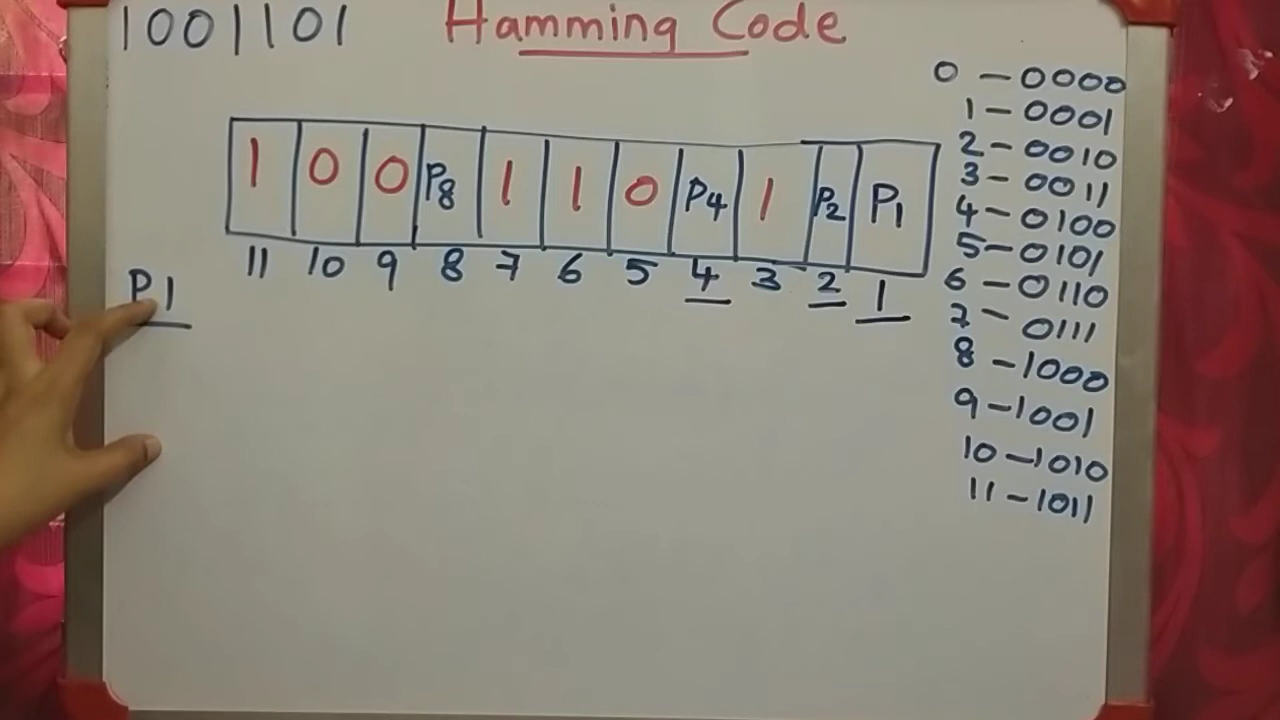 1001101
Hamming Code
1 0 0 P8 1 1 0 P4 1 P2 P1
11 10 9 8 7 6 5 4 3 2 1
P1
0 - 0000
1 - 0001
2 - 0010
3 - 0011
4 - 0100
5 - 0101
6 - 0110
7 - 0111
8 - 1000
9 - 1001
10 - 1010
11 - 1011